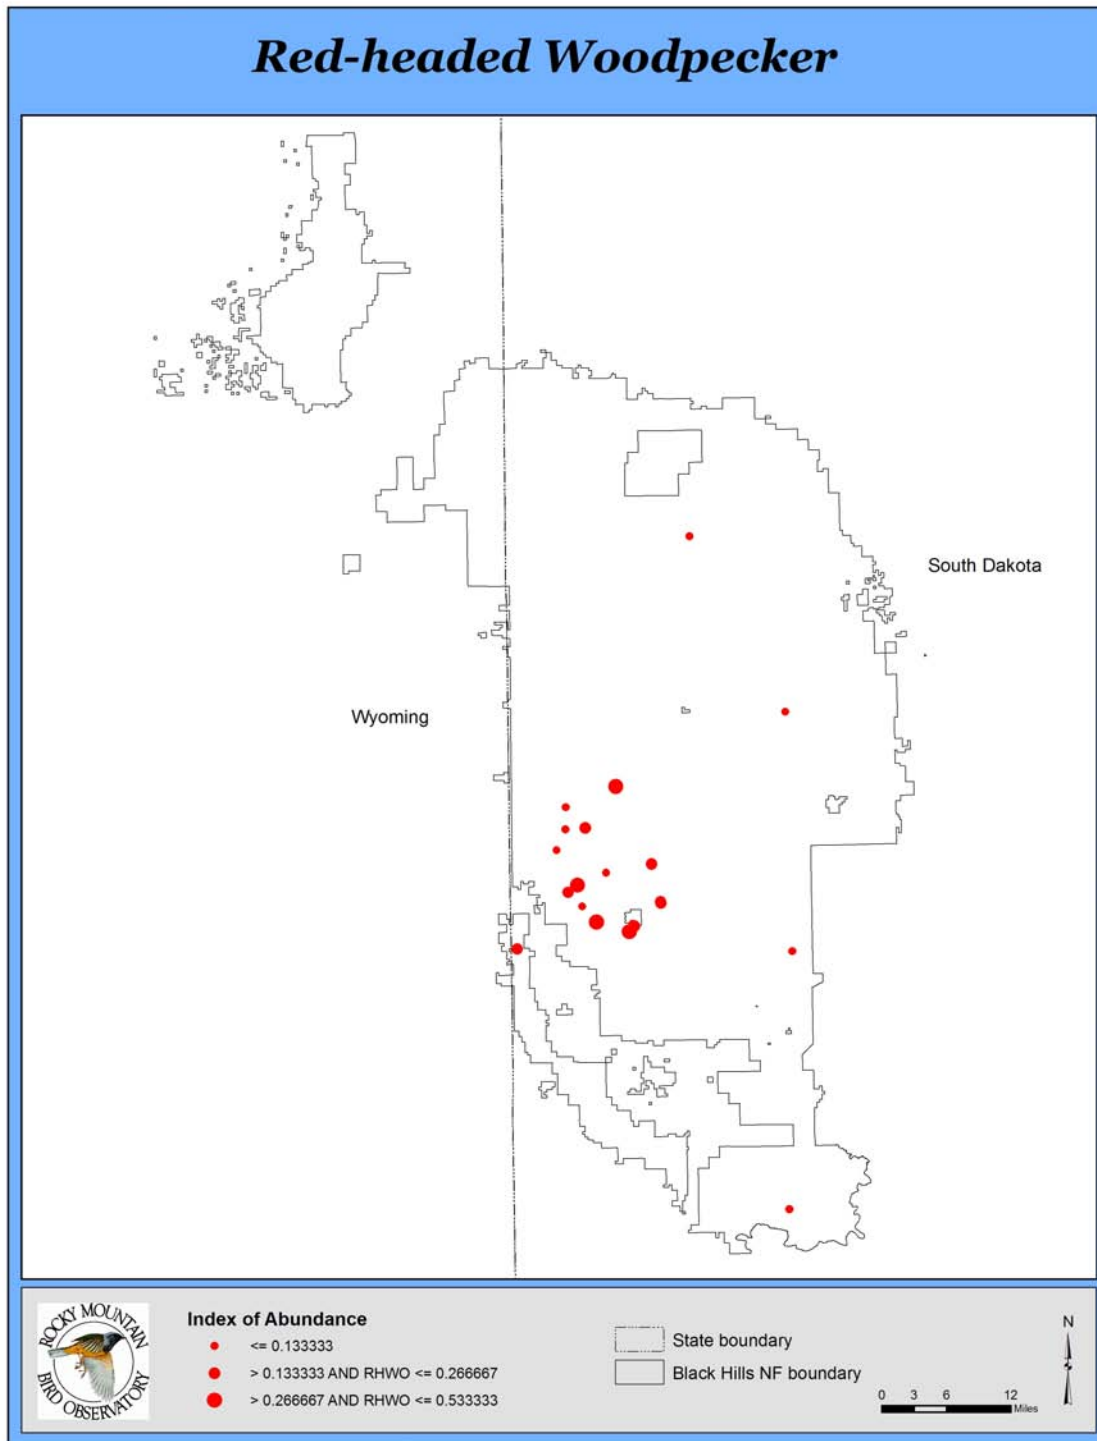 Red-headed Woodpecker
South Dakota
Wyoming
ROCKY MOUNTAIN
BIRD OBSERVATORY
Index of Abundance
<= 0.133333
> 0.133333 AND RHWO <= 0.266667
> 0.266667 AND RHWO <= 0.533333
State boundary
Black Hills NF boundary
0 3 6 12
Miles
N